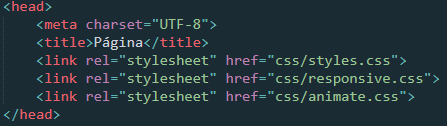 <head>
<meta charset="UTF-8">
<title>Página</title>
<link rel="stylesheet" href="css/styles.css">
<link rel="stylesheet" href="css/responsive.css">
<link rel="stylesheet" href="css/animate.css">
</head>